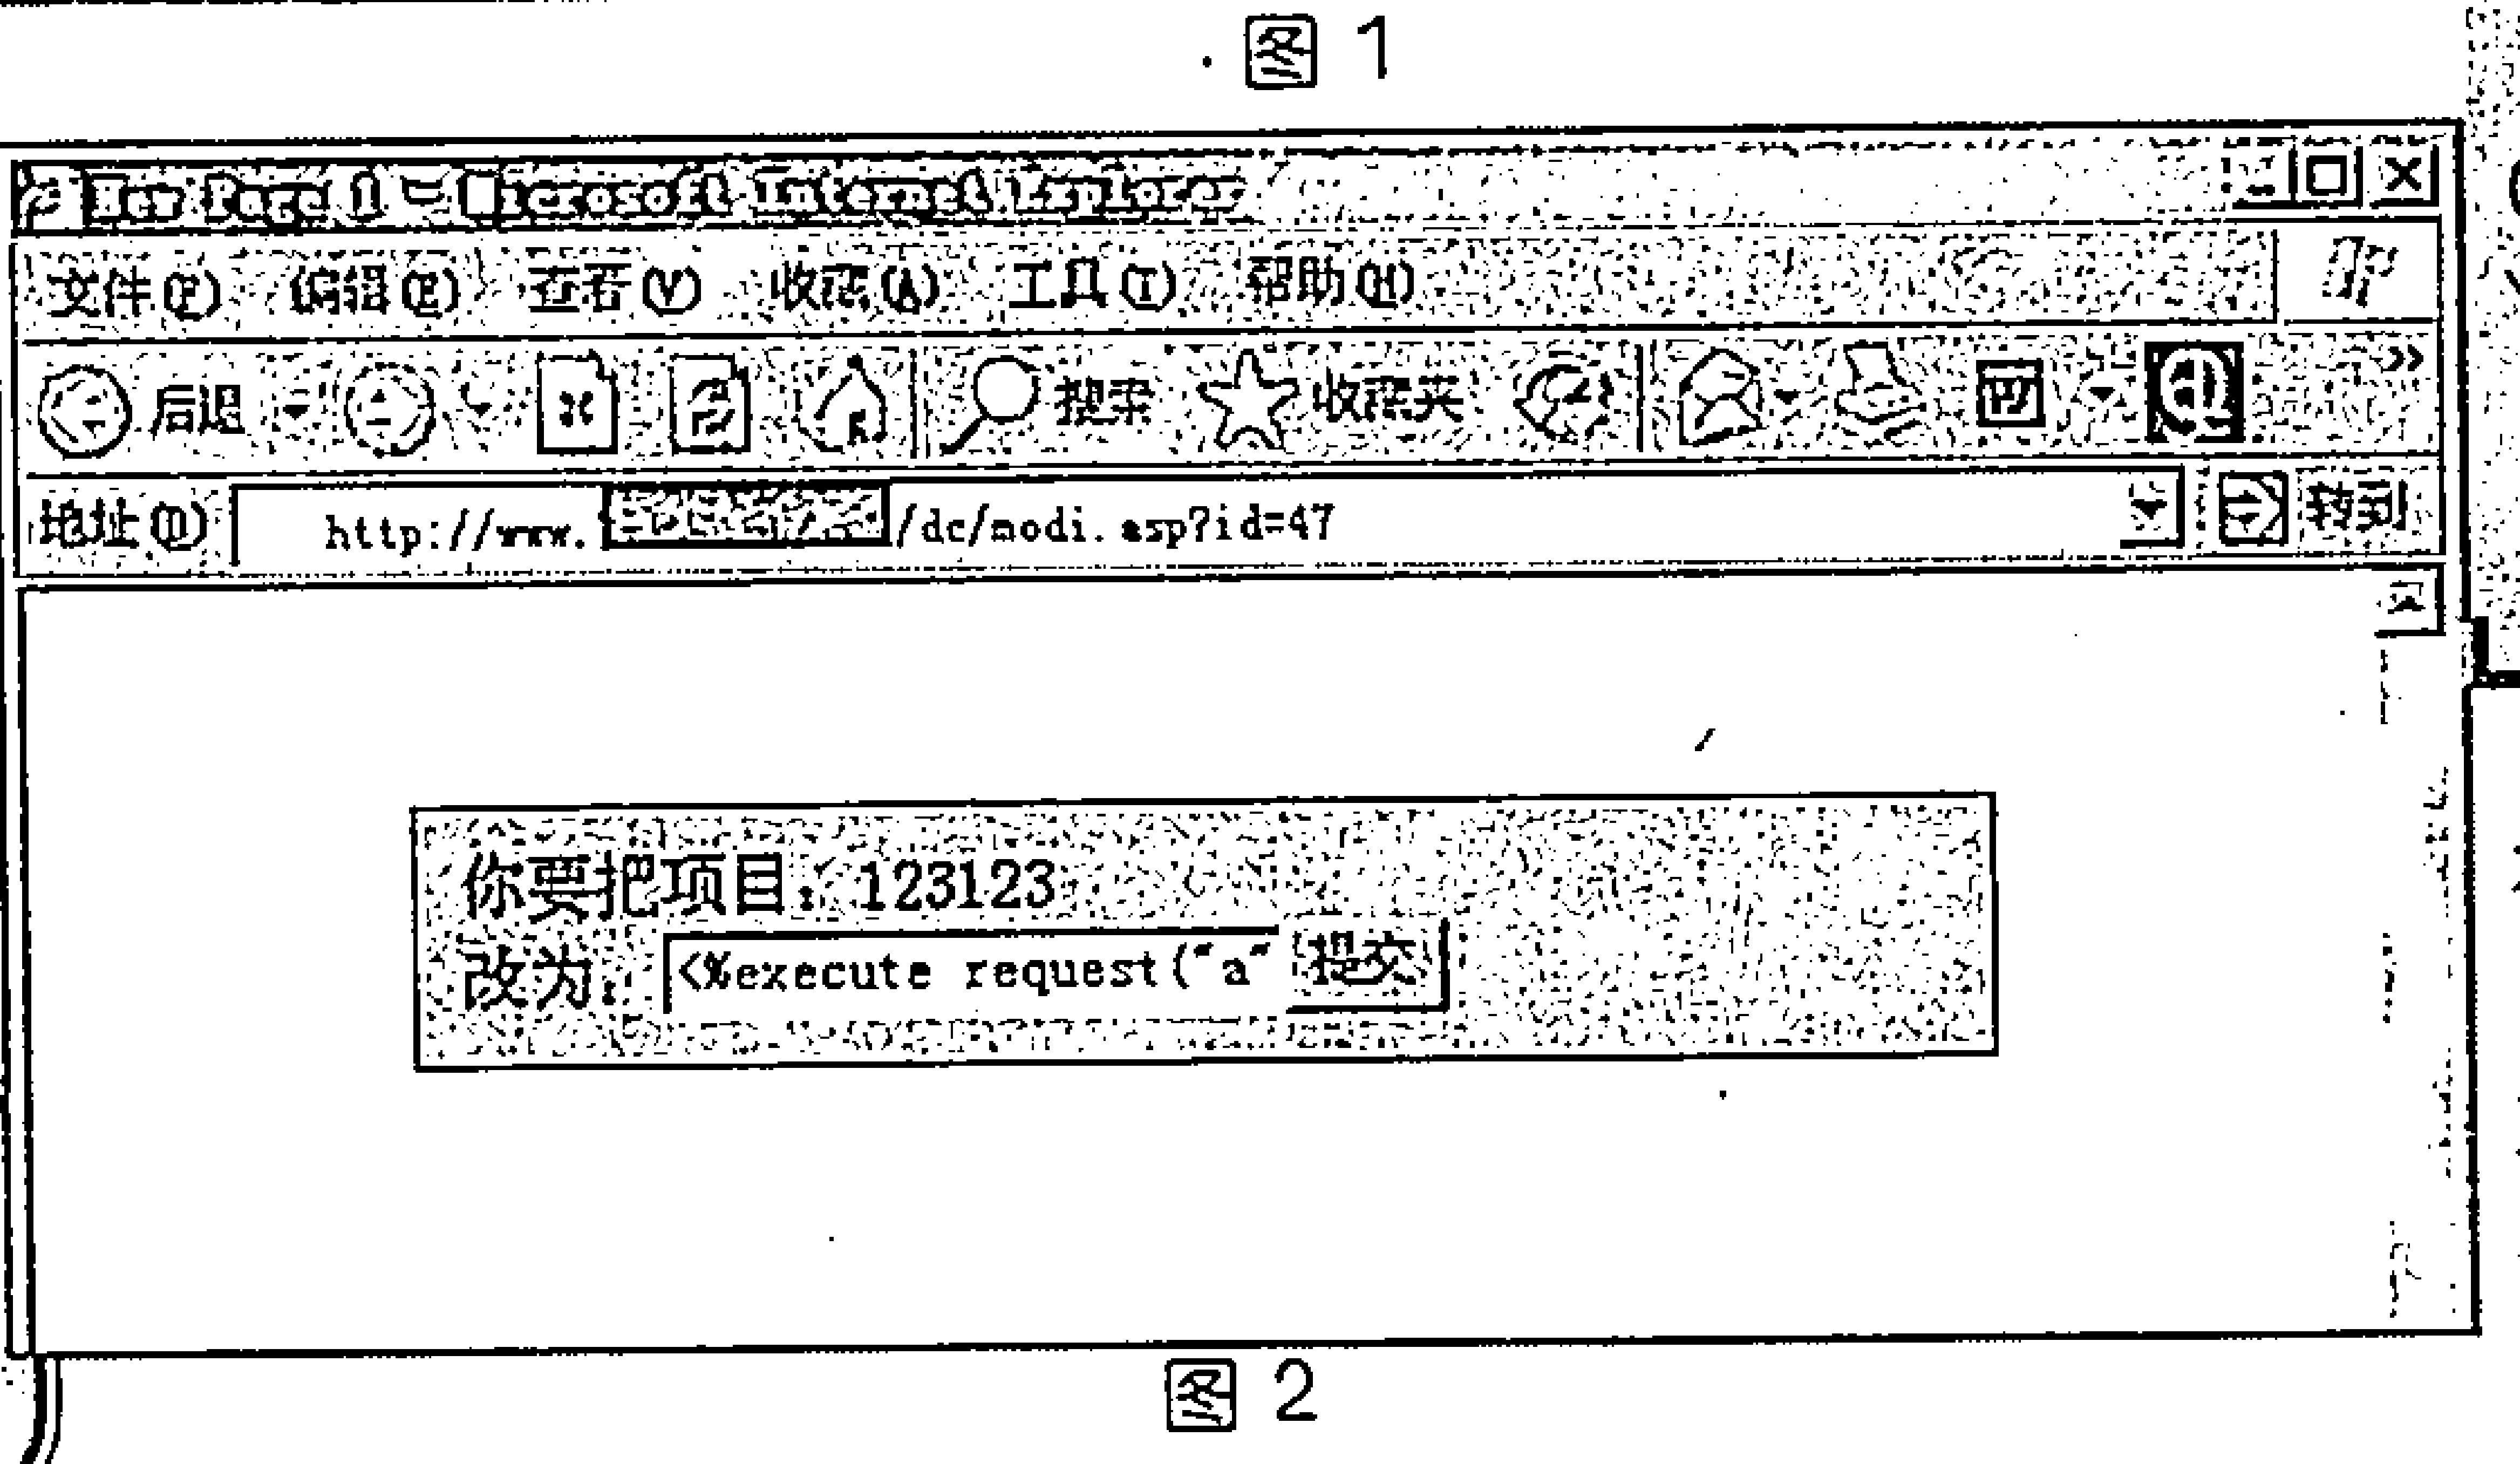 图 1
New Page 1 - Microsoft Internet Explorer
文件(F) 编辑(E) 查看(V) 收藏(A) 工具(T) 帮助(H)
后退 搜索 收藏夹 »
地址(D) http://www. /dc/modi.asp?id=47 转到
你要把项目: 123123
改为: <%execute request("a" 提交
图 2